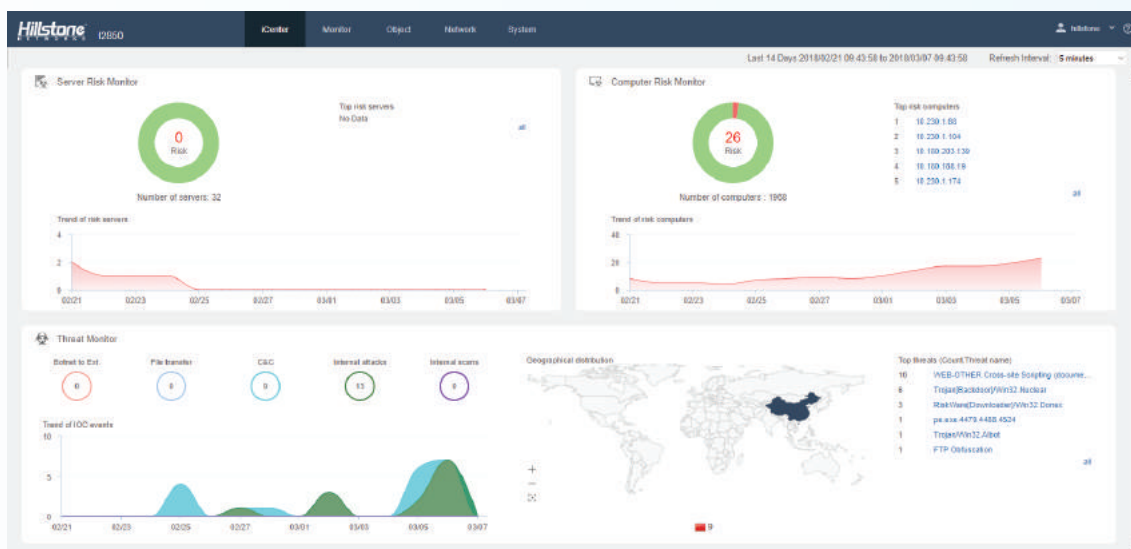 Hillstone
NETWORKS
I2850
iCenter
Monitor
Object
Network
System
hillstone
Last 14 Days 2018/02/21 09:43:58 to 2018/03/07 09:43:58
Refresh Interval: 5 minutes
Server Risk Monitor
0
Risk
Number of servers: 32
Top risk servers
No Data
all
Trend of risk servers
4
2
0
02/21 02/23 02/25 02/27 03/01 03/03 03/05 03/07
Computer Risk Monitor
26
Risk
Number of computers : 1968
Top risk computers
1 10.230.1.88
2 10.230.1.104
3 10.180.203.130
4 10.180.188.19
5 10.230.1.174
all
Trend of risk computers
40
20
0
02/21 02/23 02/25 02/27 03/01 03/03 03/05 03/07
Threat Monitor
Botnet to Ext.
0
File transfer
0
C&C
9
Internal attacks
13
Internal scans
0
Trend of IOC events
10
5
0
02/21 02/23 02/25 02/27 03/01 03/03 03/05 03/07
Geographical distribution
+
−
9
Top threats (Count:Threat name)
16 WEB-OTHER Cross-site Scripting (docume...
6 Trojan[Backdoor]/Win32.Nuclear
3 RiskWare[Downloader]/Win32
1
1 Trojan/Win32
1 FTP Obfuscation
all